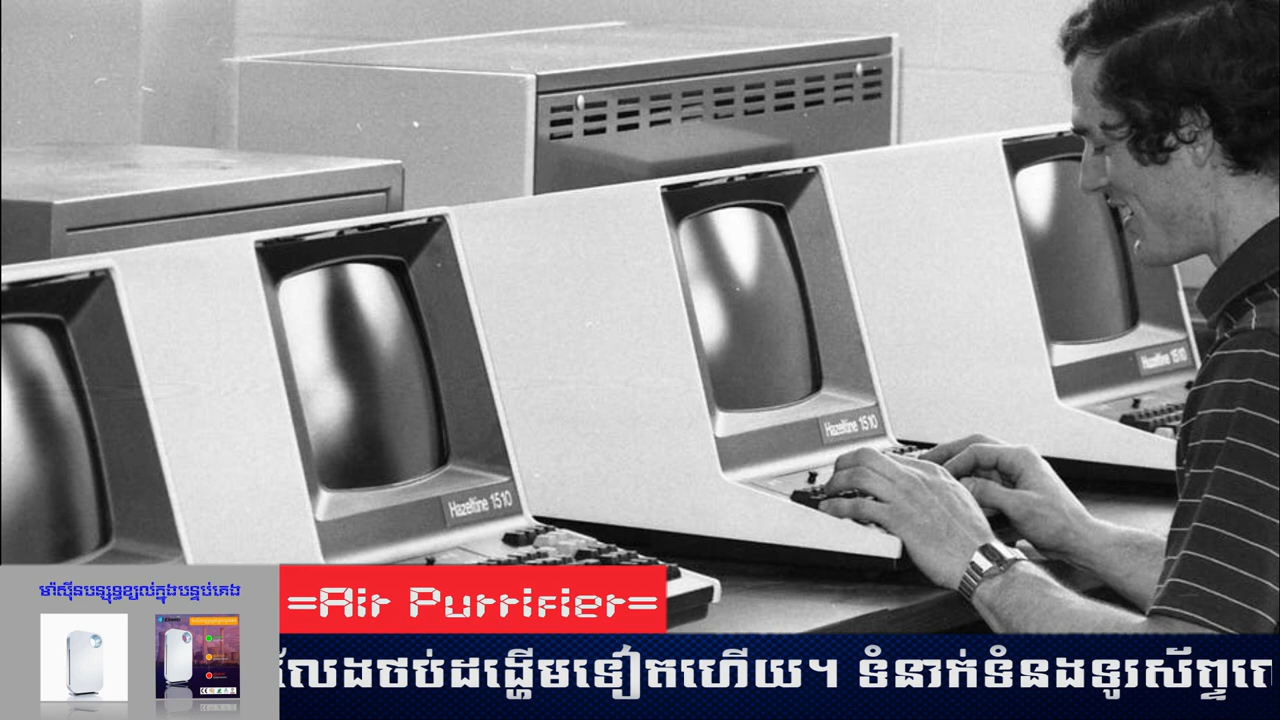 Hazeltine 1510
Hazeltine 1510
Hazeltine 1510
ម៉ាស៊ីនបន្សុទ្ធខ្យល់ក្នុងបន្ទប់គេង
=Air Purrifier=
លែងថប់ដង្ហើមទៀតហើយ។ ទំនាក់ទំនងទូរស័ព្ទ